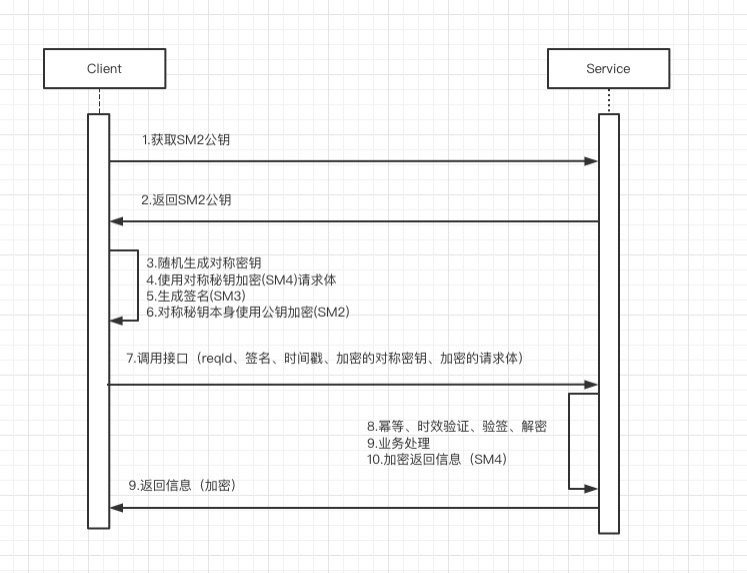 Client
Service
1.获取SM2公钥
2.返回SM2公钥
3.随机生成对称密钥
4.使用对称秘钥加密(SM4)请求体
5.生成签名(SM3)
6.对称秘钥本身使用公钥加密(SM2)
7.调用接口（reqId、签名、时间戳、加密的对称密钥、加密的请求体）
8.幂等、时效验证、验签、解密
9.业务处理
10.加密返回信息（SM4）
9.返回信息（加密）